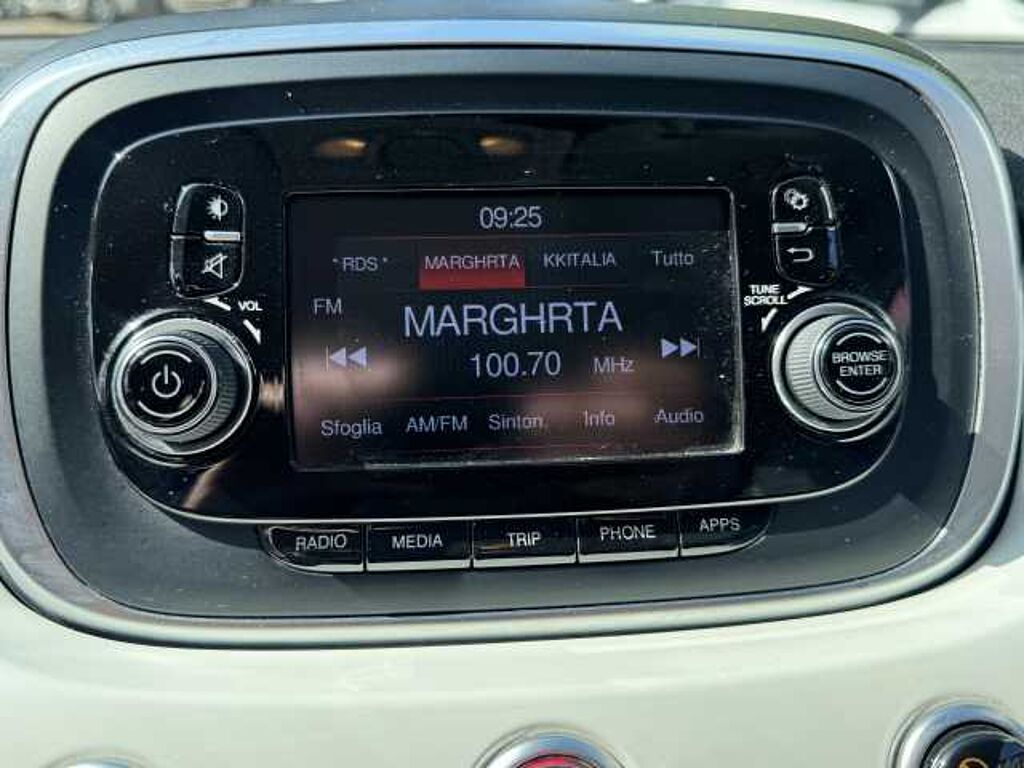 09:25
*RDS* MARGHRTA KKITALIA Tutto
FM
MARGHRTA
100.70 MHz
Sfoglia AM/FM Sinton. Info Audio
VOL
TUNE
SCROLL
BROWSE
ENTER
RADIO MEDIA TRIP PHONE APPS